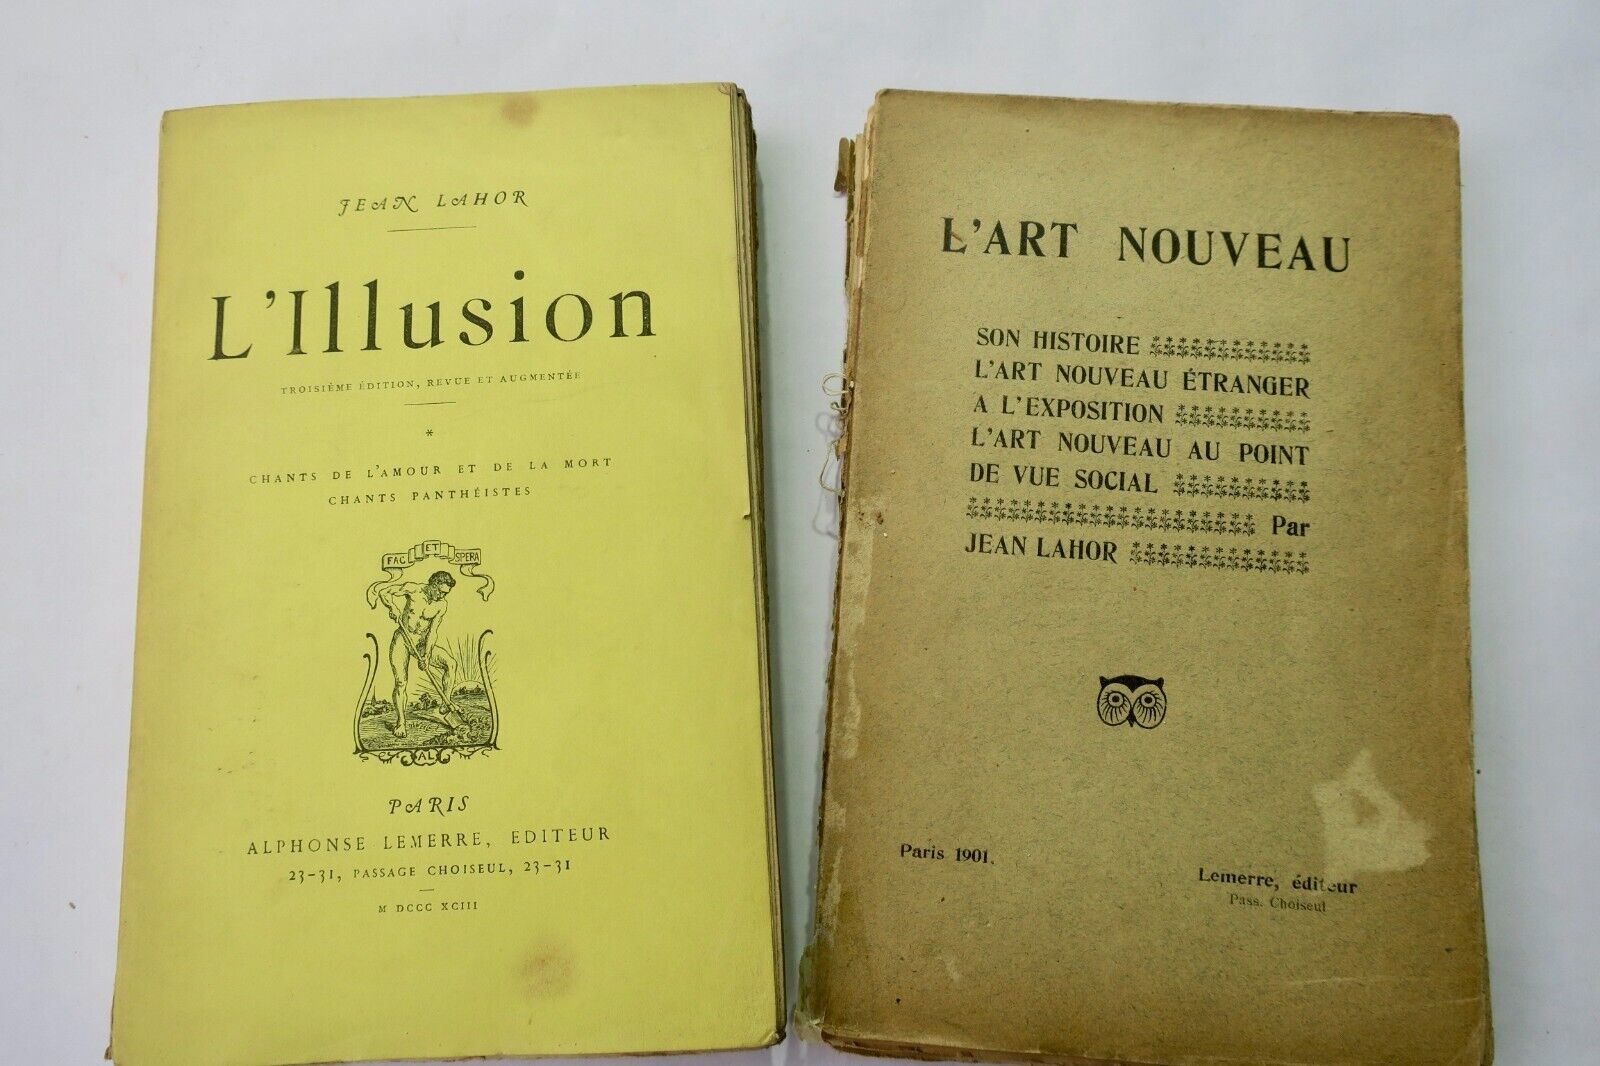 JEAN LAHOR
L'Illusion
TROISIÈME ÉDITION, REVUE ET AUGMENTÉE
*
CHANTS DE L'AMOUR ET DE LA MORT
CHANTS PANTHÉISTES
FAC ET SPERA
AL
PARIS
ALPHONSE LEMERRE, EDITEUR
23-31, PASSAGE CHOISEUL, 23-31
M DCCC XCIII
L'ART NOUVEAU
SON HISTOIRE
L'ART NOUVEAU ÉTRANGER
A L'EXPOSITION
L'ART NOUVEAU AU POINT
DE VUE SOCIAL
Par
JEAN LAHOR
Paris 1901.
Lemerre, éditeur
Pass. Choiseul